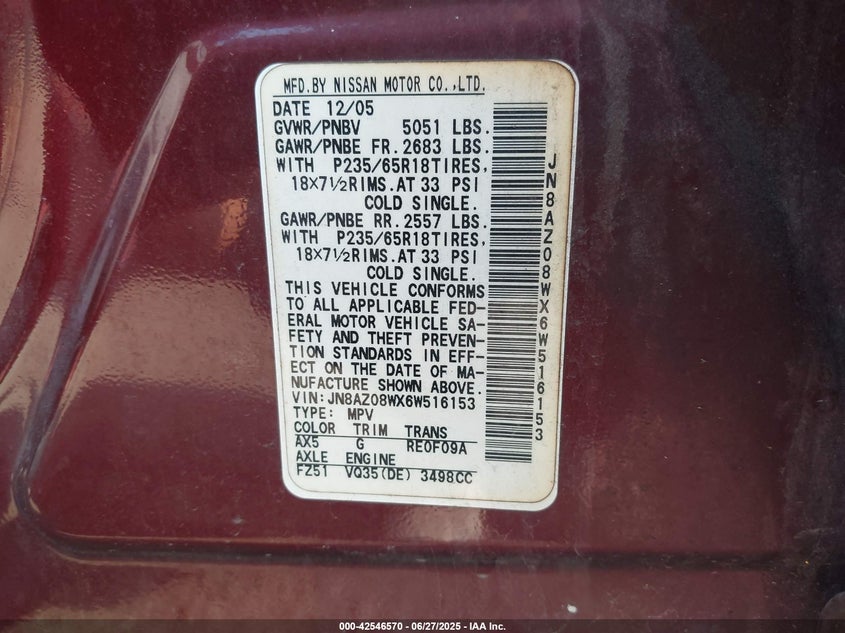 MFD.BY NISSAN MOTOR CO.,LTD.
DATE 12/05
GVWR/PNBV 5051 LBS.
GAWR/PNBE FR.2683 LBS.
WITH P235/65R18TIRES,
18X7½RIMS.AT 33 PSI
COLD SINGLE.
GAWR/PNBE RR.2557 LBS.
WITH P235/65R18TIRES,
18X7½RIMS.AT 33 PSI
COLD SINGLE.
THIS VEHICLE CONFORMS
TO ALL APPLICABLE FED-
ERAL MOTOR VEHICLE SA-
FETY AND THEFT PREVEN-
TION STANDARDS IN EFF-
ECT ON THE DATE OF MA-
NUFACTURE SHOWN ABOVE.
VIN:JN8AZ08WX6W516153
TYPE: MPV
COLOR TRIM TRANS
AX5 G RE0F09A
AXLE ENGINE
FZ51 VQ35(DE) 3498CC
JN8AZ08WX6W516153
000-42546570 - 06/27/2025 - IAA Inc.